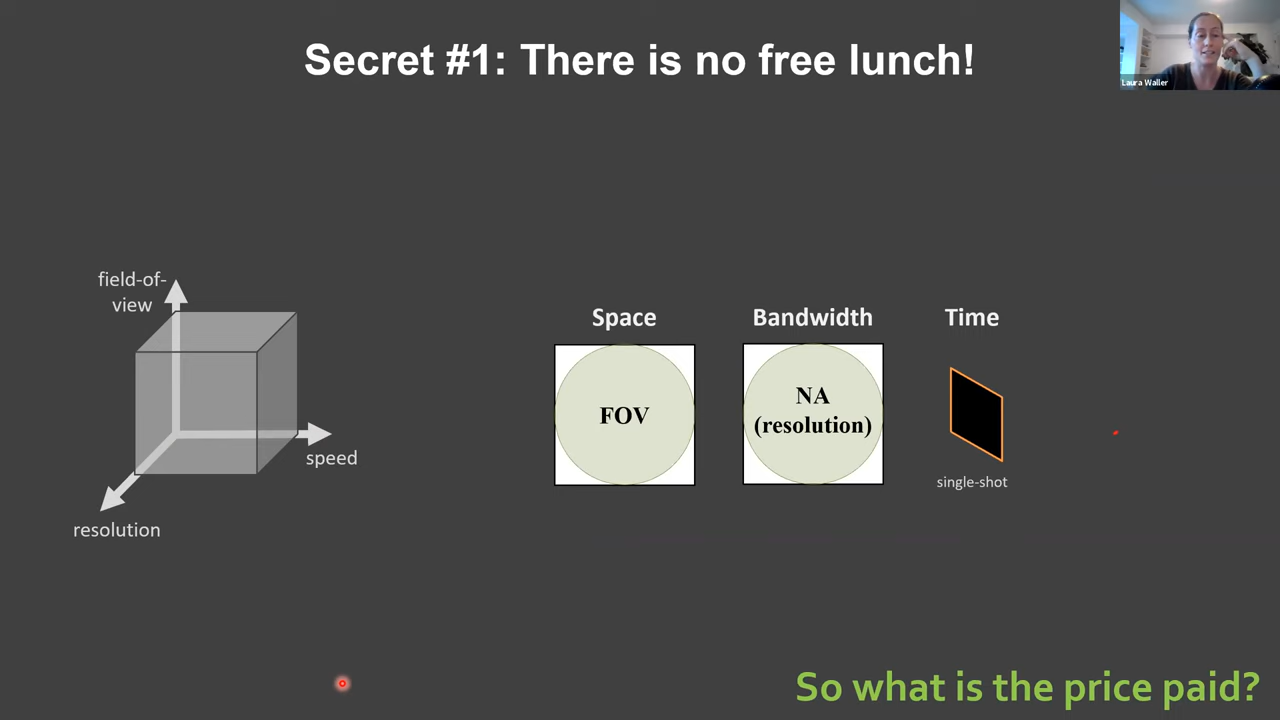 Secret #1: There is no free lunch!
Laura Waller
field-of-
view
speed
resolution
Space
Bandwidth
Time
FOV
NA
(resolution)
single-shot
So what is the price paid?